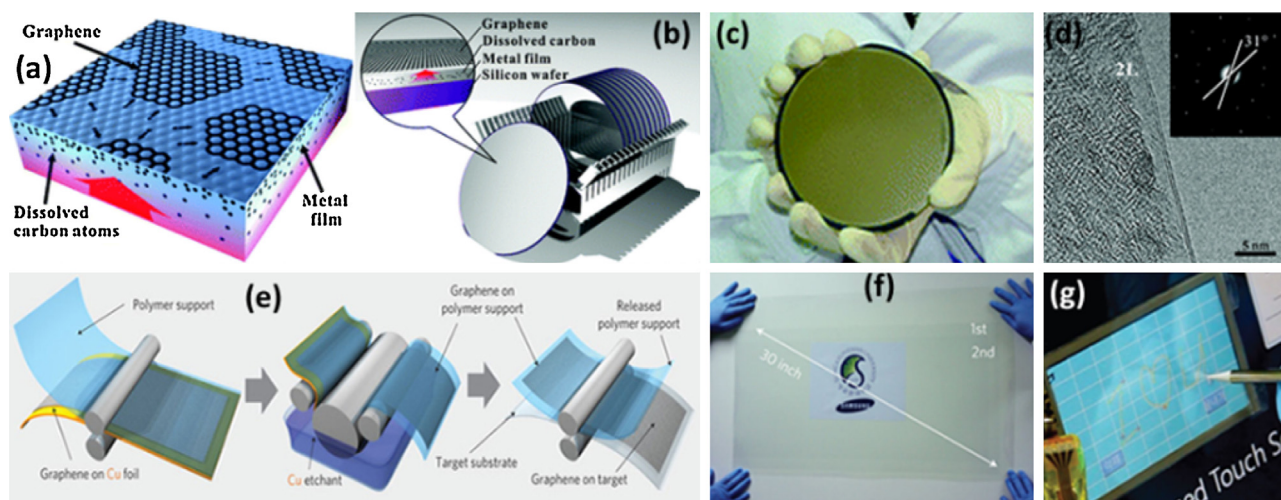 Graphene
(a)
Dissolved
carbon atoms
Metal
film
(b)
Graphene
Dissolved carbon
Metal film
Silicon wafer
(c)
(d)
2L
31°
5 nm
(e)
Polymer support
Graphene on Cu foil
Cu etchant
Graphene on
polymer support
Released
polymer support
Target substrate
Graphene on target
(f)
1st
2nd
30 inch
SAMSUNG
(g)
ed Touch S